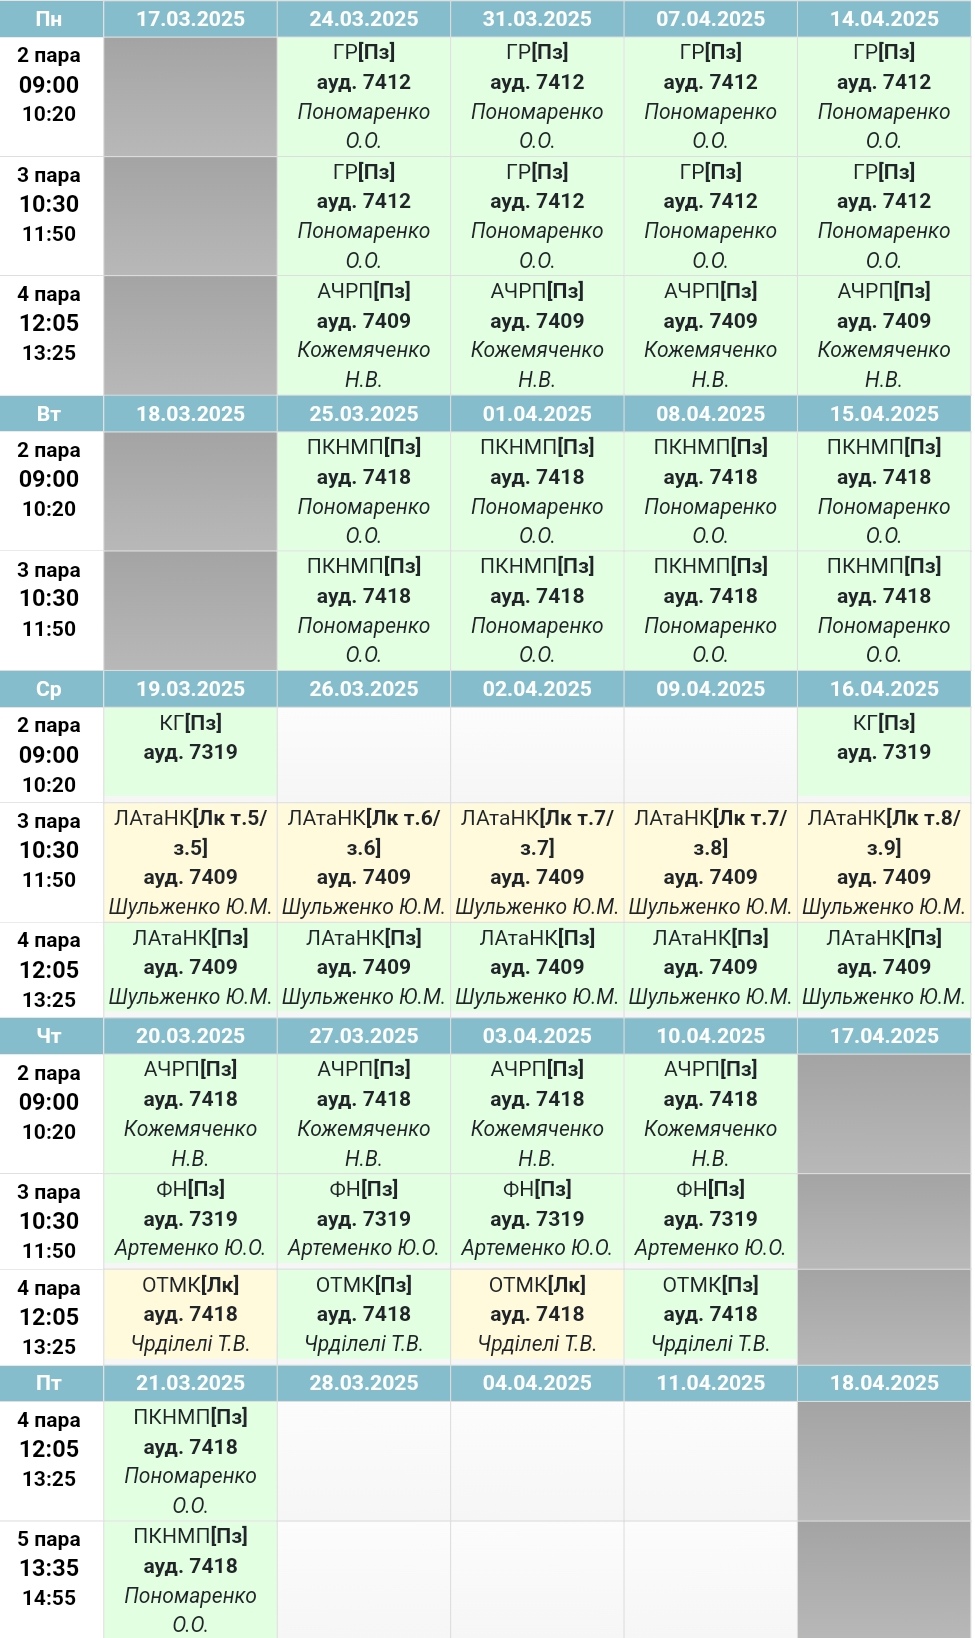 Пн 17.03.2025 24.03.2025 31.03.2025 07.04.2025 14.04.2025
2 пара ГР[Пз] ГР[Пз] ГР[Пз] ГР[Пз]
09:00 ауд. 7412 ауд. 7412 ауд. 7412 ауд. 7412
10:20 Пономаренко Пономаренко Пономаренко Пономаренко
О.О. О.О. О.О. О.О.
3 пара ГР[Пз] ГР[Пз] ГР[Пз] ГР[Пз]
10:30 ауд. 7412 ауд. 7412 ауд. 7412 ауд. 7412
11:50 Пономаренко Пономаренко Пономаренко Пономаренко
О.О. О.О. О.О. О.О.
4 пара АЧРП[Пз] АЧРП[Пз] АЧРП[Пз] АЧРП[Пз]
12:05 ауд. 7409 ауд. 7409 ауд. 7409 ауд. 7409
13:25 Кожемяченко Кожемяченко Кожемяченко Кожемяченко
Н.В. Н.В. Н.В. Н.В.
Вт 18.03.2025 25.03.2025 01.04.2025 08.04.2025 15.04.2025
2 пара ПКНМП[Пз] ПКНМП[Пз] ПКНМП[Пз] ПКНМП[Пз]
09:00 ауд. 7418 ауд. 7418 ауд. 7418 ауд. 7418
10:20 Пономаренко Пономаренко Пономаренко Пономаренко
О.О. О.О. О.О. О.О.
3 пара ПКНМП[Пз] ПКНМП[Пз] ПКНМП[Пз] ПКНМП[Пз]
10:30 ауд. 7418 ауд. 7418 ауд. 7418 ауд. 7418
11:50 Пономаренко Пономаренко Пономаренко Пономаренко
О.О. О.О. О.О. О.О.
Ср 19.03.2025 26.03.2025 02.04.2025 09.04.2025 16.04.2025
2 пара КГ[Пз] КГ[Пз]
09:00 ауд. 7319 ауд. 7319
10:20
3 пара ЛАтаНК[Лк т.5/ ЛАтаНК[Лк т.6/ ЛАтаНК[Лк т.7/ ЛАтаНК[Лк т.7/ ЛАтаНК[Лк т.8/
10:30 з.5] з.6] з.7] з.8] з.9]
11:50 ауд. 7409 ауд. 7409 ауд. 7409 ауд. 7409 ауд. 7409
Шульженко Ю.М. Шульженко Ю.М. Шульженко Ю.М. Шульженко Ю.М. Шульженко Ю.М.
4 пара ЛАтаНК[Пз] ЛАтаНК[Пз] ЛАтаНК[Пз] ЛАтаНК[Пз] ЛАтаНК[Пз]
12:05 ауд. 7409 ауд. 7409 ауд. 7409 ауд. 7409 ауд. 7409
13:25 Шульженко Ю.М. Шульженко Ю.М. Шульженко Ю.М. Шульженко Ю.М. Шульженко Ю.М.
Чт 20.03.2025 27.03.2025 03.04.2025 10.04.2025 17.04.2025
2 пара АЧРП[Пз] АЧРП[Пз] АЧРП[Пз] АЧРП[Пз]
09:00 ауд. 7418 ауд. 7418 ауд. 7418 ауд. 7418
10:20 Кожемяченко Кожемяченко Кожемяченко Кожемяченко
Н.В. Н.В. Н.В. Н.В.
3 пара ФН[Пз] ФН[Пз] ФН[Пз] ФН[Пз]
10:30 ауд. 7319 ауд. 7319 ауд. 7319 ауд. 7319
11:50 Артеменко Ю.О. Артеменко Ю.О. Артеменко Ю.О. Артеменко Ю.О.
4 пара ОТМК[Лк] ОТМК[Пз] ОТМК[Лк] ОТМК[Пз]
12:05 ауд. 7418 ауд. 7418 ауд. 7418 ауд. 7418
13:25 Чрділелі Т.В. Чрділелі Т.В. Чрділелі Т.В. Чрділелі Т.В.
Пт 21.03.2025 28.03.2025 04.04.2025 11.04.2025 18.04.2025
4 пара ПКНМП[Пз]
12:05 ауд. 7418
13:25 Пономаренко
О.О.
5 пара ПКНМП[Пз]
13:35 ауд. 7418
14:55 Пономаренко
О.О.